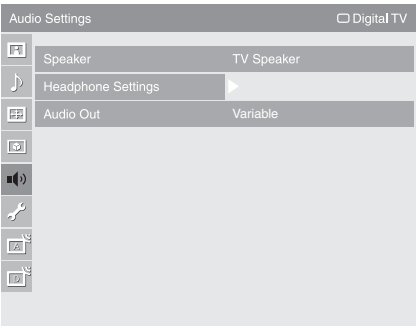 Audio Settings Digital TV
Speaker TV Speaker
Headphone Settings
Audio Out Variable
A
D